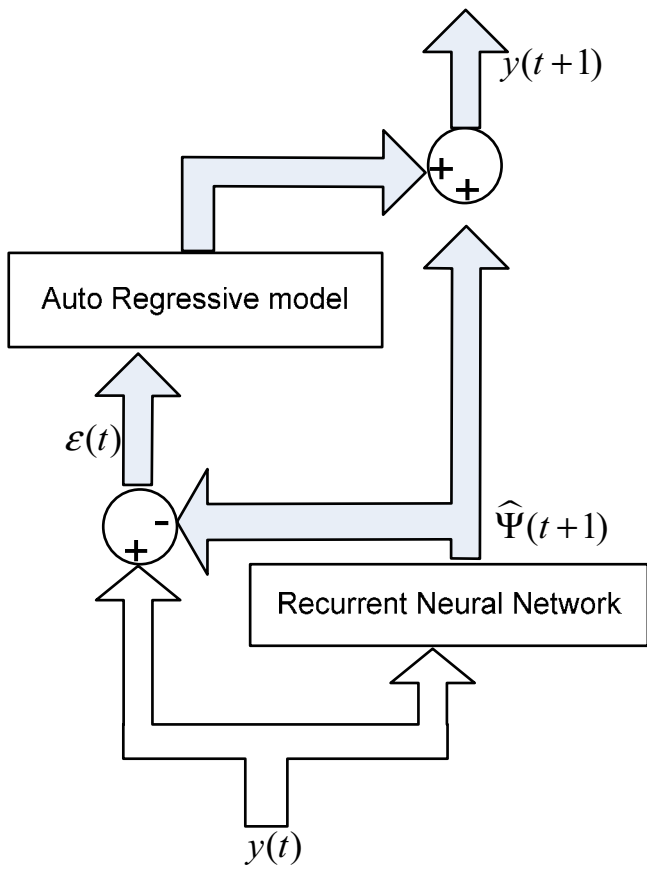 y(t+1)
+
+
Auto Regressive model
ε(t)
-
+
Ψ̂(t+1)
Recurrent Neural Network
y(t)